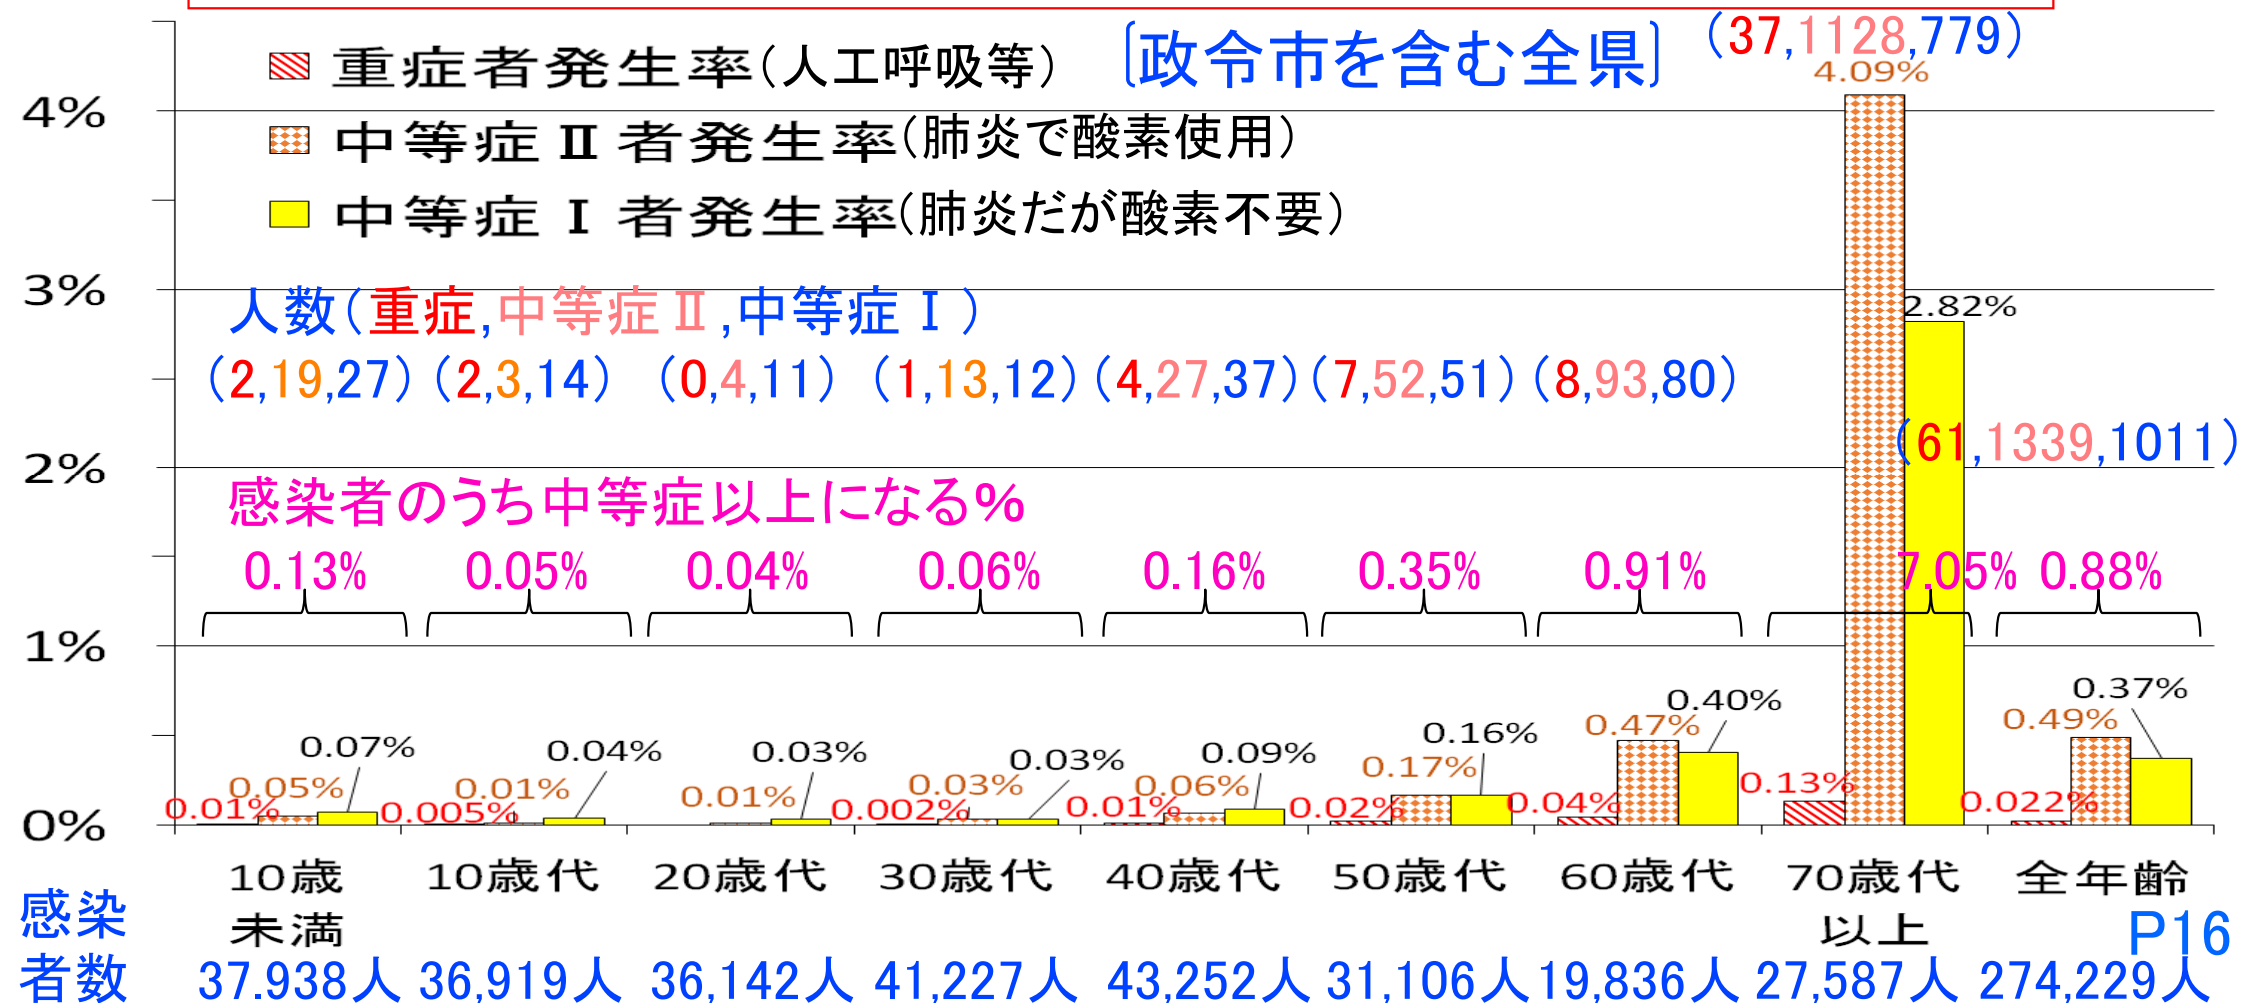 重症者発生率(人工呼吸等)
〔政令市を含む全県〕
(37,1128,779)
4.09%
中等症Ⅱ者発生率(肺炎で酸素使用)
中等症Ⅰ者発生率(肺炎だが酸素不要)
4%
3%
2%
1%
0%
人数(重症,中等症Ⅱ,中等症Ⅰ)
2.82%
(2,19,27) (2,3,14) (0,4,11) (1,13,12) (4,27,37) (7,52,51) (8,93,80)
(61,1339,1011)
感染者のうち中等症以上になる%
0.13% 0.05% 0.04% 0.06% 0.16% 0.35% 0.91% 7.05% 0.88%
0.01% 0.05% 0.07%
0.005% 0.01% 0.04%
0.01% 0.03%
0.002% 0.03% 0.03%
0.01% 0.06% 0.09%
0.02% 0.17% 0.16%
0.04% 0.47% 0.40%
0.13%
0.022% 0.49% 0.37%
10歳未満 10歳代 20歳代 30歳代 40歳代 50歳代 60歳代 70歳代以上 全年齢
P16
感染者数
37.938人 36,919人 36,142人 41,227人 43,252人 31,106人 19,836人 27,587人 274,229人